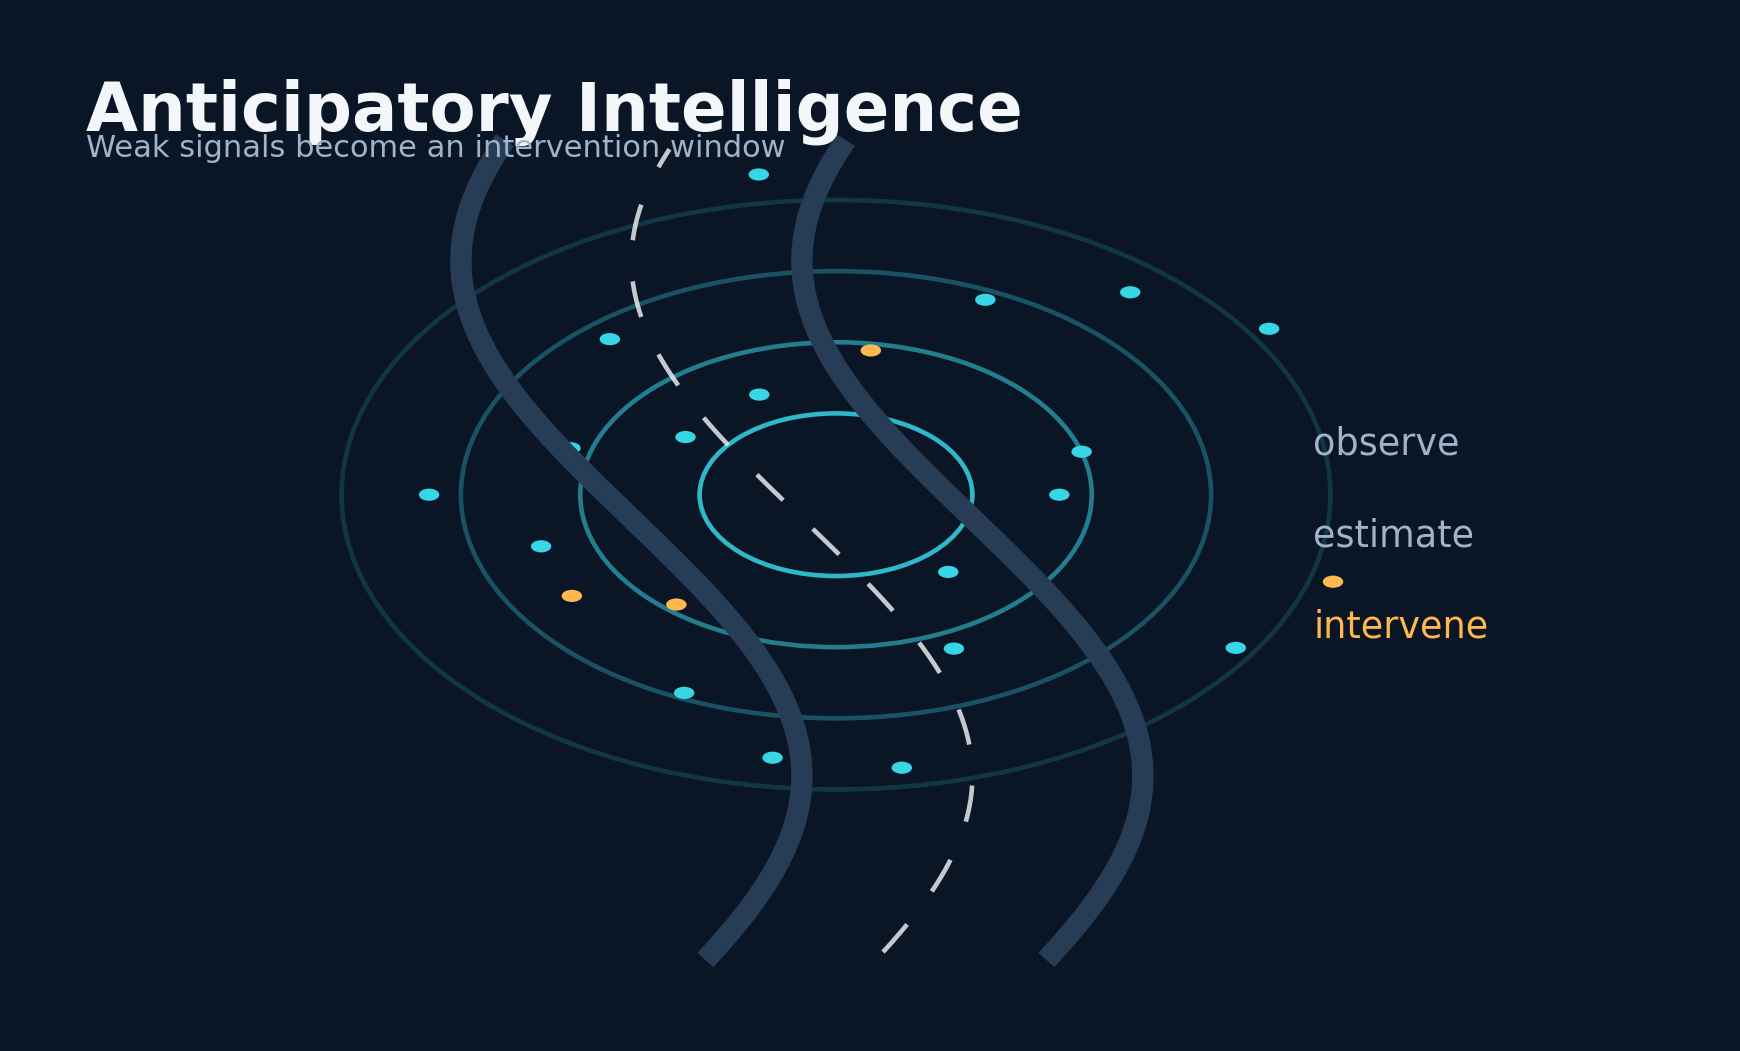 Anticipatory Intelligence
Weak signals become an intervention window
observe
estimate
intervene